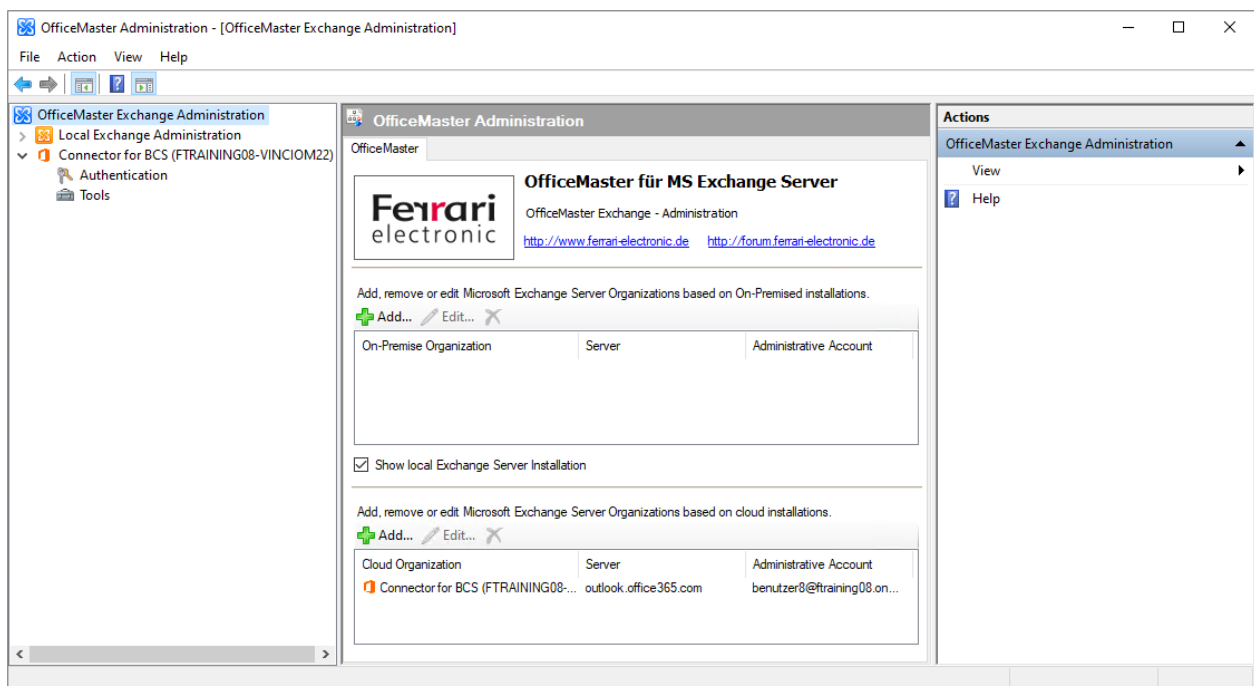 OfficeMaster Administration - [OfficeMaster Exchange Administration]
File Action View Help
OfficeMaster Exchange Administration
Local Exchange Administration
Connector for BCS (FTRAINING08-VINCIOM22)
Authentication
Tools
OfficeMaster Administration
OfficeMaster
Ferrari
electronic
OfficeMaster für MS Exchange Server
OfficeMaster Exchange - Administration
http://www.ferrari-electronic.de http://forum.ferrari-electronic.de
Add, remove or edit Microsoft Exchange Server Organizations based on On-Premised installations.
Add... Edit...
On-Premise Organization Server Administrative Account
Show local Exchange Server Installation
Add, remove or edit Microsoft Exchange Server Organizations based on cloud installations.
Add... Edit...
Cloud Organization Server Administrative Account
Connector for BCS (FTRAINING08-... outlook.office365.com benutzer8@ftraining08.on...
Actions
OfficeMaster Exchange Administration
View
Help